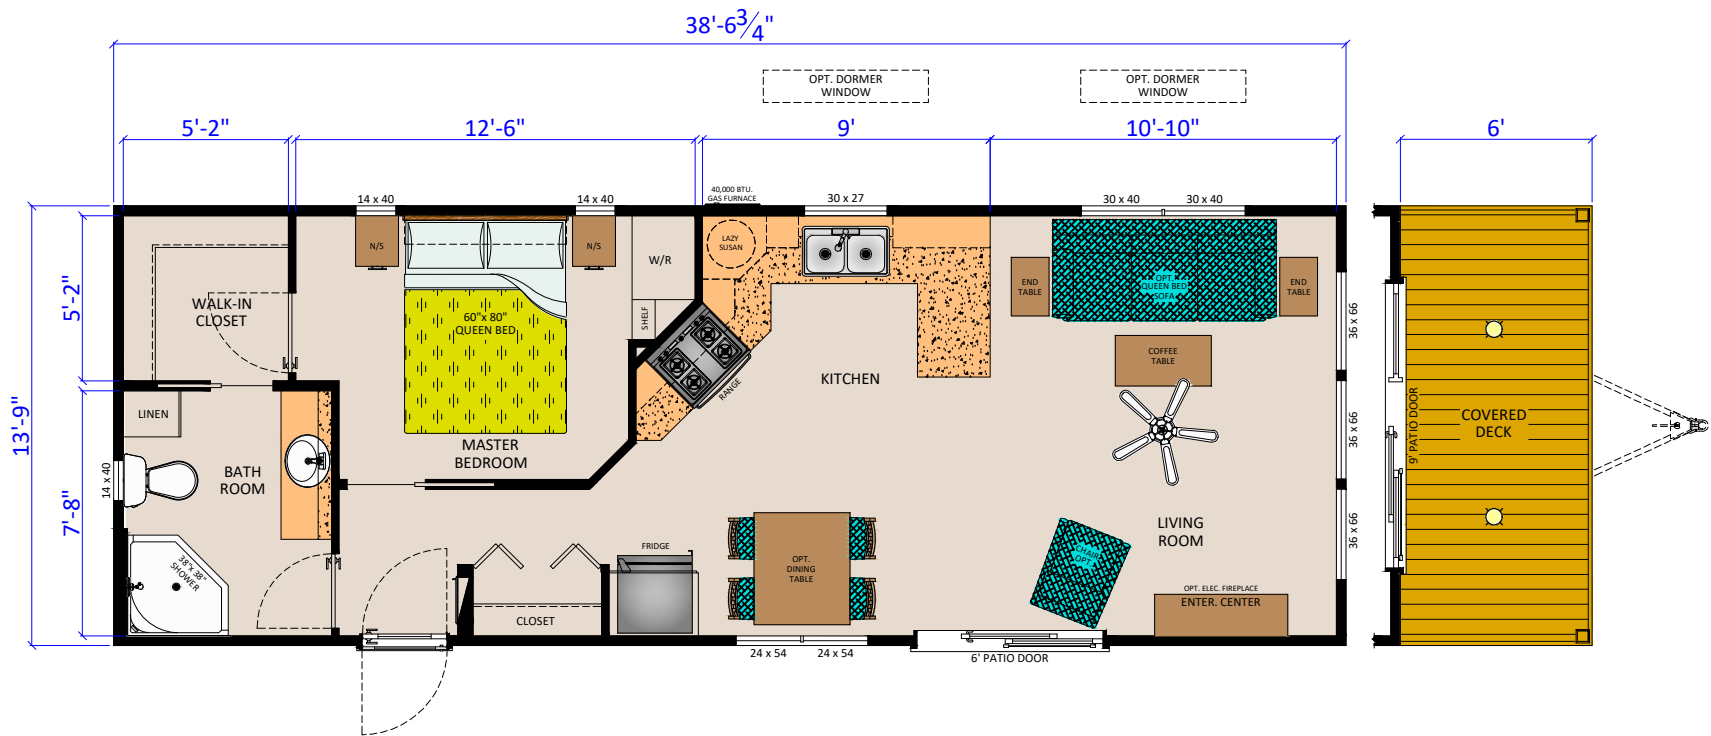 38'-6 3/4"
OPT. DORMER
WINDOW
OPT. DORMER
WINDOW
5'-2"
12'-6"
9'
10'-10"
6'
40,000 BTU.
GAS FURNACE
14 x 40
14 x 40
30 x 27
30 x 40
30 x 40
N/S
N/S
W/R
LAZY
SUSAN
END
TABLE
OPT.
QUEEN BED
SOFA
END
TABLE
5'-2"
WALK-IN
CLOSET
60"x 80"
QUEEN BED
SHELF
36 x 66
COFFEE
TABLE
KITCHEN
RANGE
13'-9"
LINEN
MASTER
BEDROOM
36 x 66
9' PATIO DOOR
COVERED
DECK
14 x 40
BATH
ROOM
7'-8"
36 x 66
LIVING
ROOM
38"x 38"
SHOWER
FRIDGE
OPT.
DINING
TABLE
CHAIR
OPT.
OPT. ELEC. FIREPLACE
ENTER. CENTER
CLOSET
24 x 54
24 x 54
6' PATIO DOOR